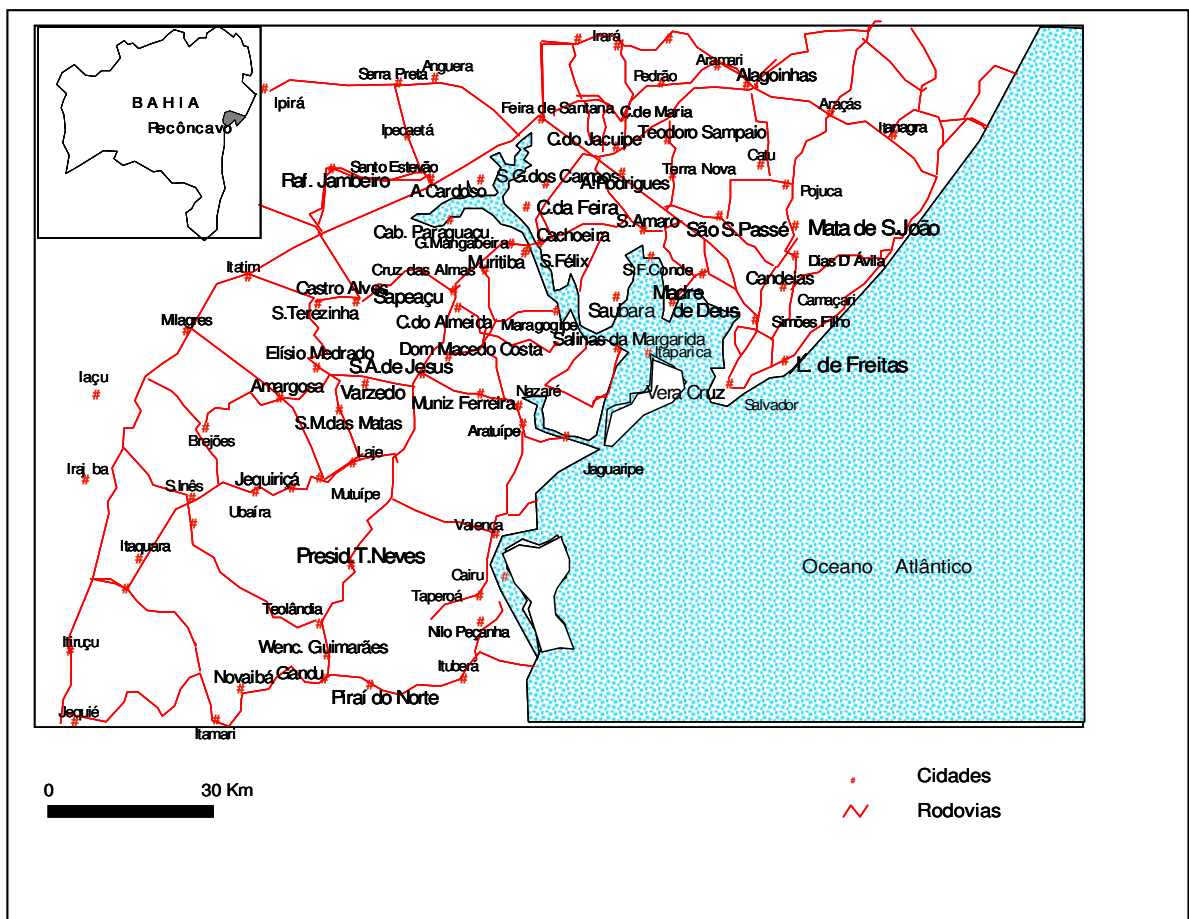 BAHIA
Recôncavo
Irará
Serra Preta
Anguera
Pedrão
Aramari
Alagoinhas
Ipirá
Feira de Santana
C.de Maria
Araçás
Ipecaetá
C.do Jacuipe
Teodoro Sampaio
Itanagra
Catu
Santo Estevão
Raf. Jambeiro
A.Cardoso
S.G.dos Campos
A.Rodrigues
Terra Nova
Pojuca
C.da Feira
S.Amaro
São S.Passé
Mata de S.João
Cab. Paraguaçu
G.Mangabeira
Cachoeira
Muritiba
S.Félix
S.F.Conde
Dias D´Avila
Itatim
Cruz das Almas
Candeias
Castro Alves
Sapeaçu
Madre
de Deus
Camaçari
S.Terezinha
Saubara
Milagres
C.do Almeida
Maragogipe
Simões Filho
Salinas da Margarida
Elísio Medrado
Dom Macedo Costa
Itaparica
S.A.de Jesus
L. de Freitas
Iaçu
Amargosa
Varzedo
Muniz Ferreira
Nazaré
Vera Cruz
Salvador
S.M.das Matas
Aratuípe
Brejões
Laje
Iraj ba
Jaguaripe
S.Inês
Jequiriçá
Mutuípe
Ubaíra
Valença
Itaquara
Presid.T.Neves
Cairu
Oceano Atlântico
Taperoá
Teolândia
Nilo Peçanha
Itiruçu
Wenc. Guimarães
Ituberá
Novaibá
Gandu
Piraí do Norte
Jequié
Itamari
0 30 Km
Cidades
Rodovias